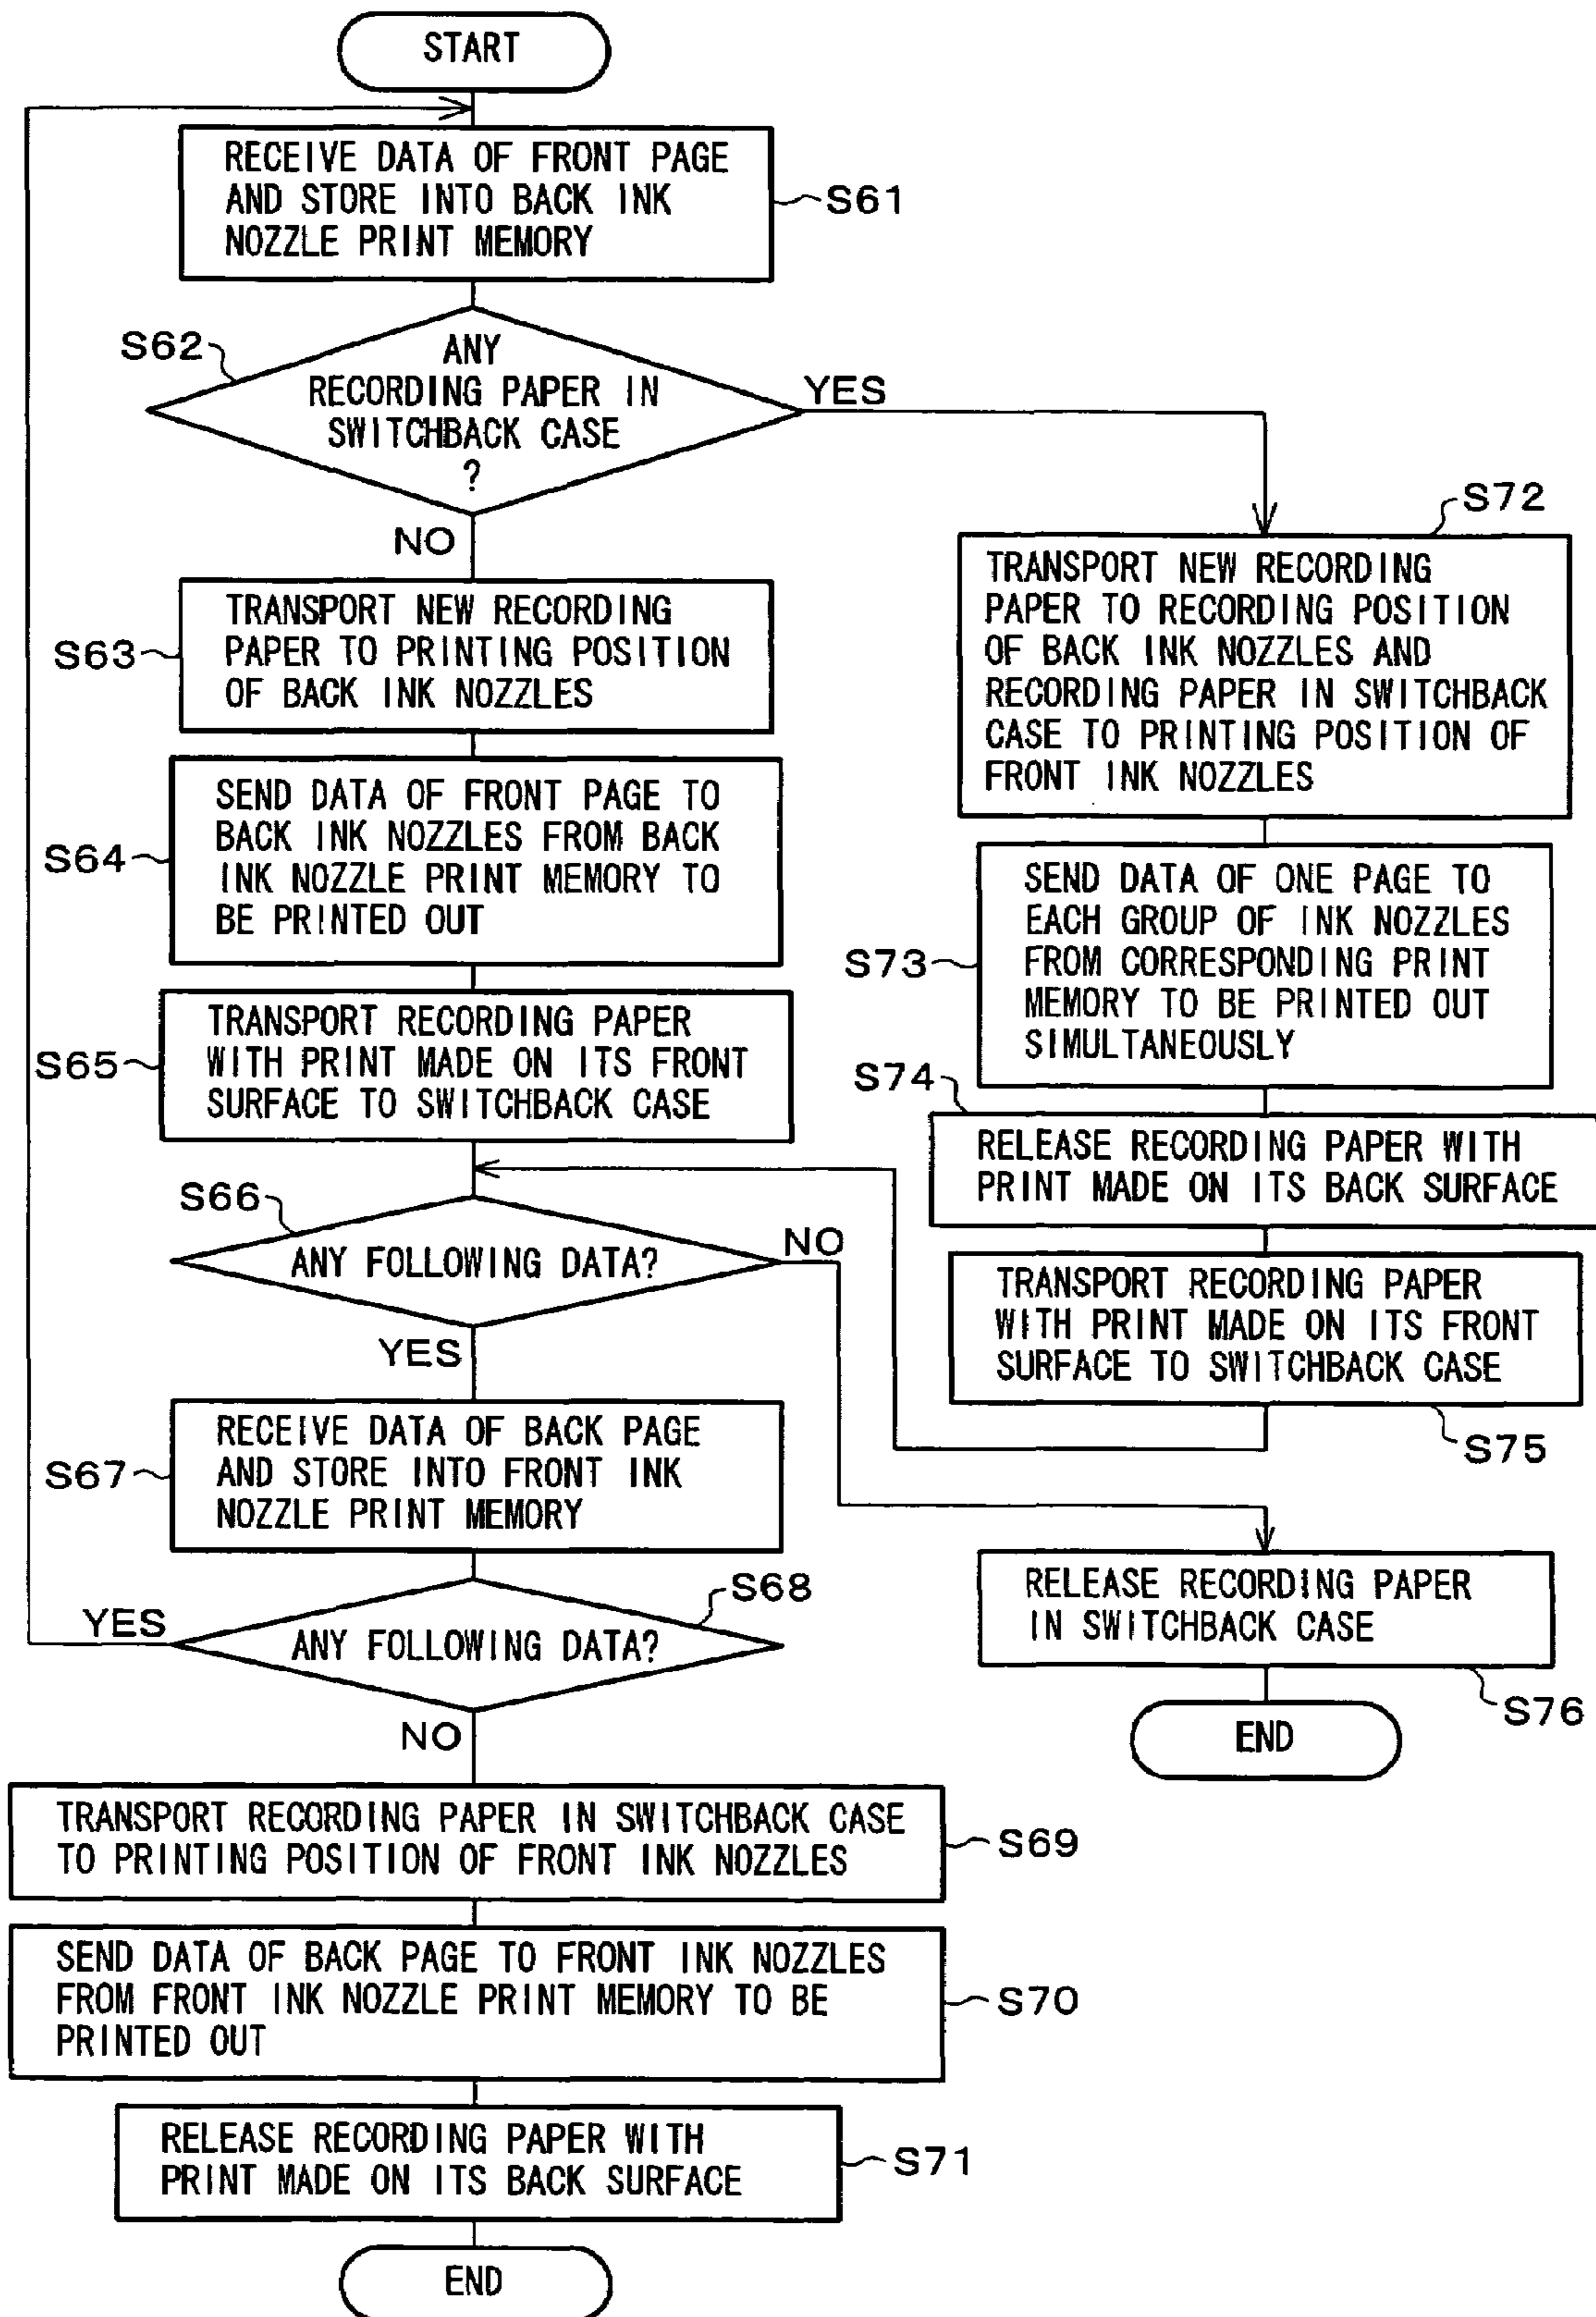 START
RECEIVE DATA OF FRONT PAGE
AND STORE INTO BACK INK
NOZZLE PRINT MEMORY
S61
S62
ANY
RECORDING PAPER IN
SWITCHBACK CASE
?
YES
NO
S63
TRANSPORT NEW RECORDING
PAPER TO PRINTING POSITION
OF BACK INK NOZZLES
S64
SEND DATA OF FRONT PAGE TO
BACK INK NOZZLES FROM BACK
INK NOZZLE PRINT MEMORY TO
BE PRINTED OUT
S65
TRANSPORT RECORDING PAPER
WITH PRINT MADE ON ITS FRONT
SURFACE TO SWITCHBACK CASE
S66
ANY FOLLOWING DATA?
NO
YES
S67
RECEIVE DATA OF BACK PAGE
AND STORE INTO FRONT INK
NOZZLE PRINT MEMORY
S68
YES
ANY FOLLOWING DATA?
NO
TRANSPORT RECORDING PAPER IN SWITCHBACK CASE
TO PRINTING POSITION OF FRONT INK NOZZLES
S69
SEND DATA OF BACK PAGE TO FRONT INK NOZZLES
FROM FRONT INK NOZZLE PRINT MEMORY TO BE
PRINTED OUT
S70
RELEASE RECORDING PAPER WITH
PRINT MADE ON ITS BACK SURFACE
S71
END
S72
TRANSPORT NEW RECORDING
PAPER TO RECORDING POSITION
OF BACK INK NOZZLES AND
RECORDING PAPER IN SWITCHBACK
CASE TO PRINTING POSITION OF
FRONT INK NOZZLES
S73
SEND DATA OF ONE PAGE TO
EACH GROUP OF INK NOZZLES
FROM CORRESPONDING PRINT
MEMORY TO BE PRINTED OUT
SIMULTANEOUSLY
S74
RELEASE RECORDING PAPER WITH
PRINT MADE ON ITS BACK SURFACE
TRANSPORT RECORDING PAPER
WITH PRINT MADE ON ITS FRONT
SURFACE TO SWITCHBACK CASE
S75
RELEASE RECORDING PAPER
IN SWITCHBACK CASE
S76
END